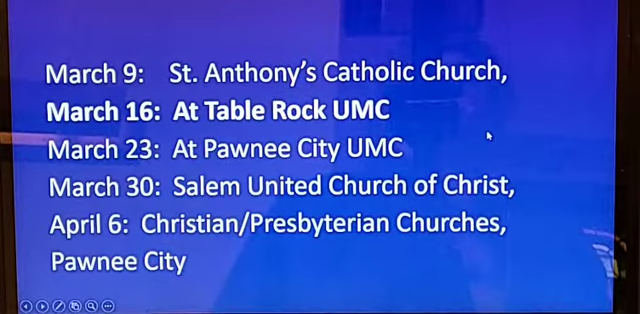 March 9: St. Anthony's Catholic Church,
March 16: At Table Rock UMC
March 23: At Pawnee City UMC
March 30: Salem United Church of Christ,
April 6: Christian/Presbyterian Churches,
Pawnee City